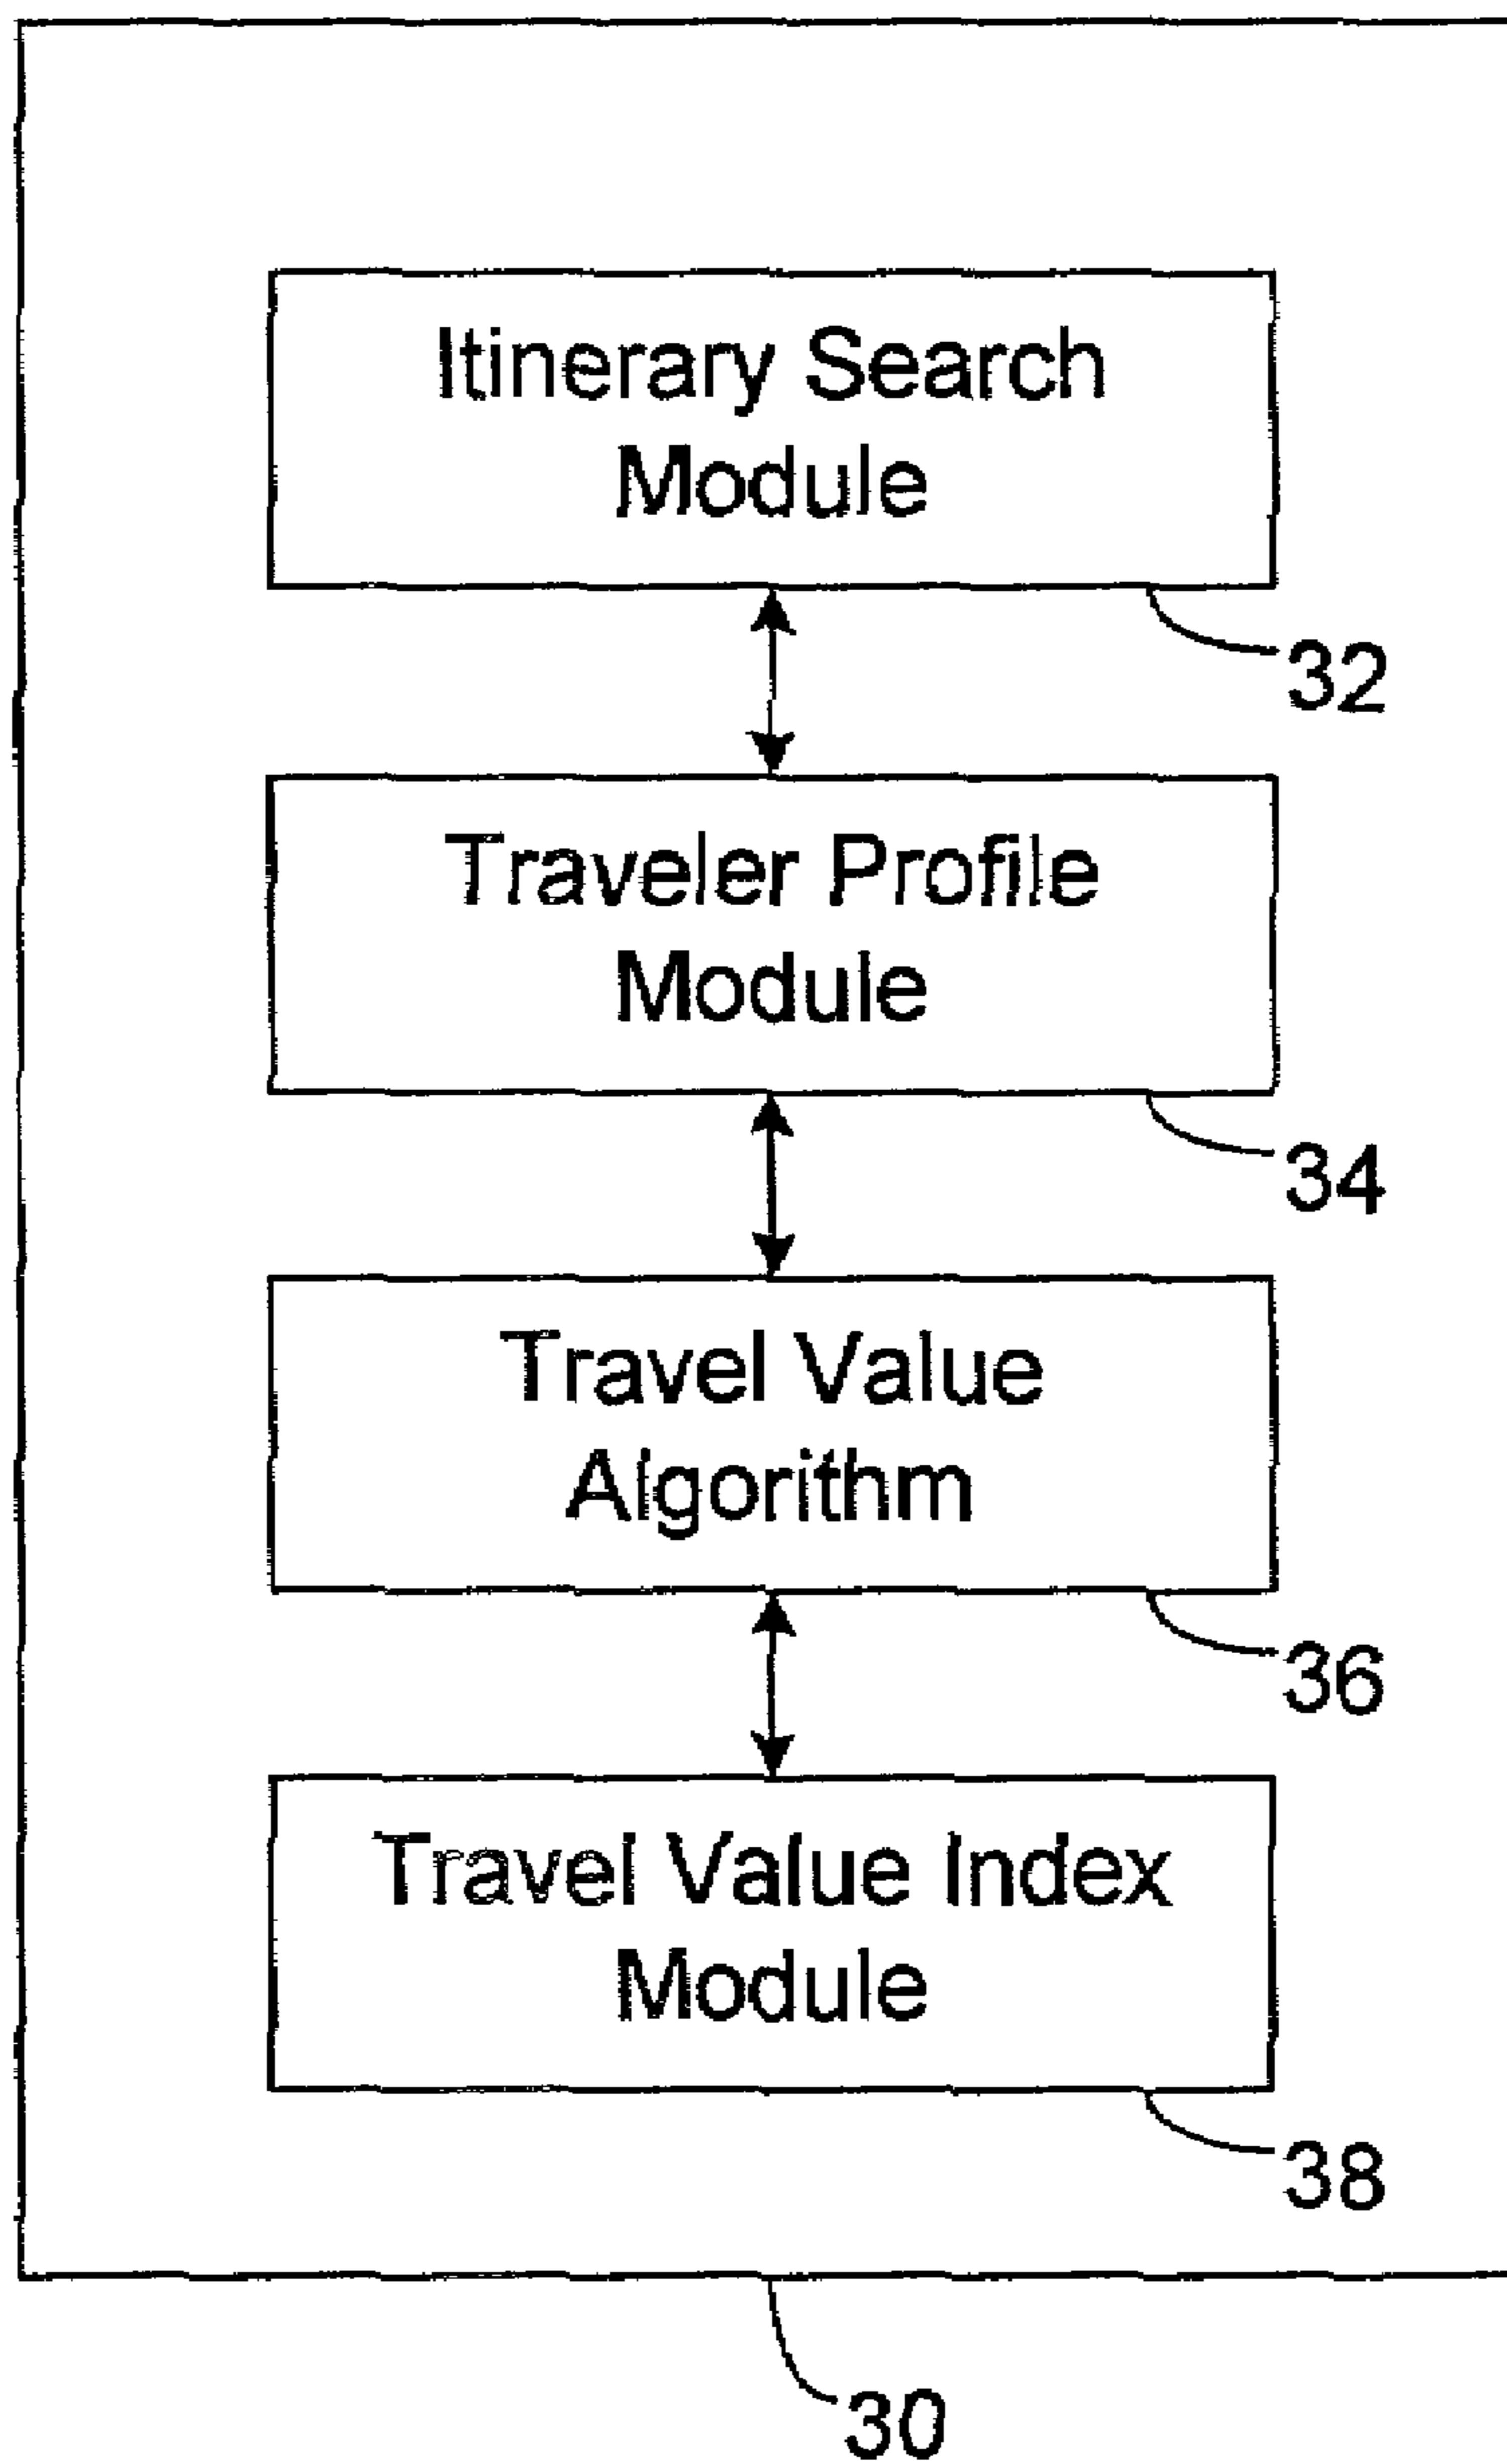 Itinerary Search
Module
32
Traveler Profile
Module
34
Travel Value
Algorithm
36
Travel Value Index
Module
38
30